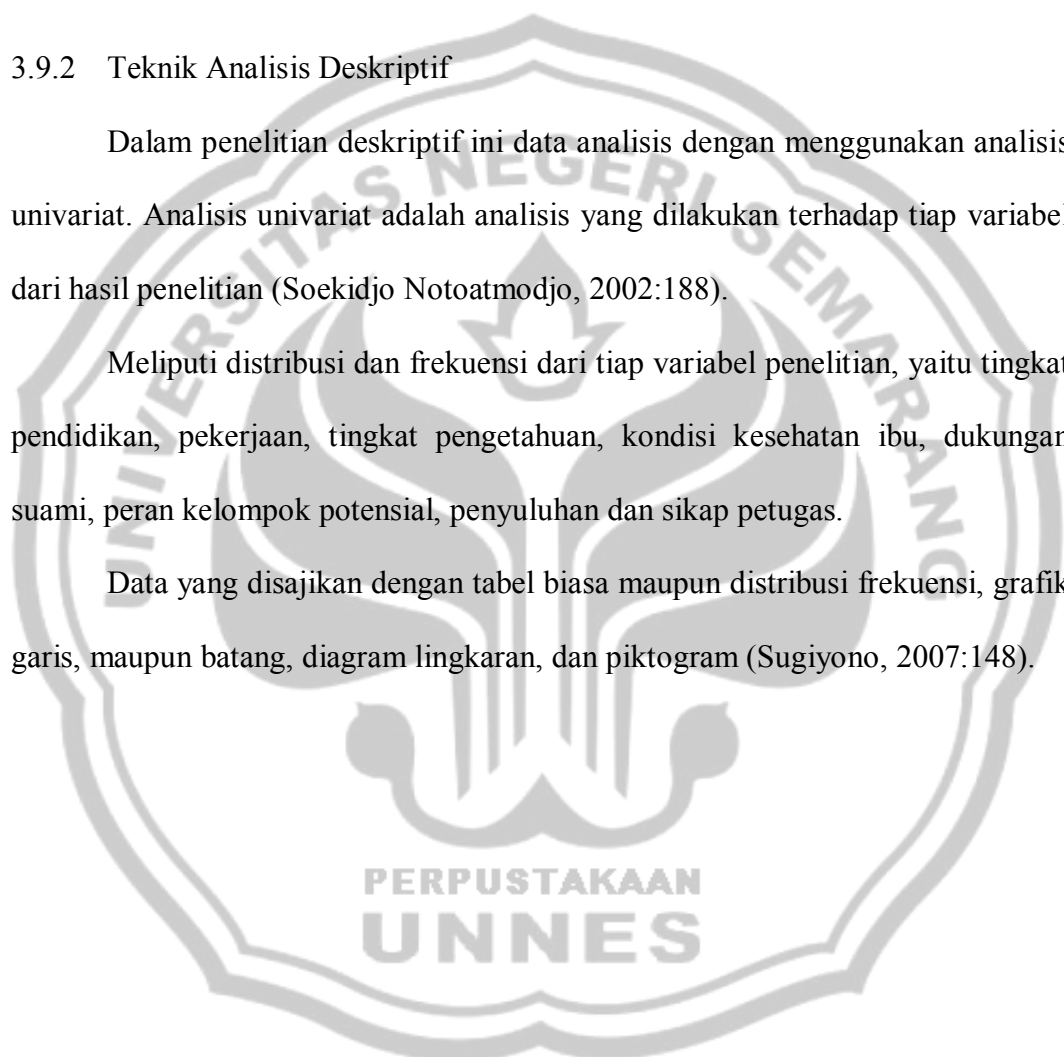 3.9.2 Teknik Analisis Deskriptif
Dalam penelitian deskriptif ini data analisis dengan menggunakan analisis
univariat. Analisis univariat adalah analisis yang dilakukan terhadap tiap variabel
dari hasil penelitian (Soekidjo Notoatmodjo, 2002:188).
Meliputi distribusi dan frekuensi dari tiap variabel penelitian, yaitu tingkat
pendidikan, pekerjaan, tingkat pengetahuan, kondisi kesehatan ibu, dukungan
suami, peran kelompok potensial, penyuluhan dan sikap petugas.
Data yang disajikan dengan tabel biasa maupun distribusi frekuensi, grafik
garis, maupun batang, diagram lingkaran, dan piktogram (Sugiyono, 2007:148).
UNIVERSITAS NEGERI SEMARANG
PERPUSTAKAAN
UNNES